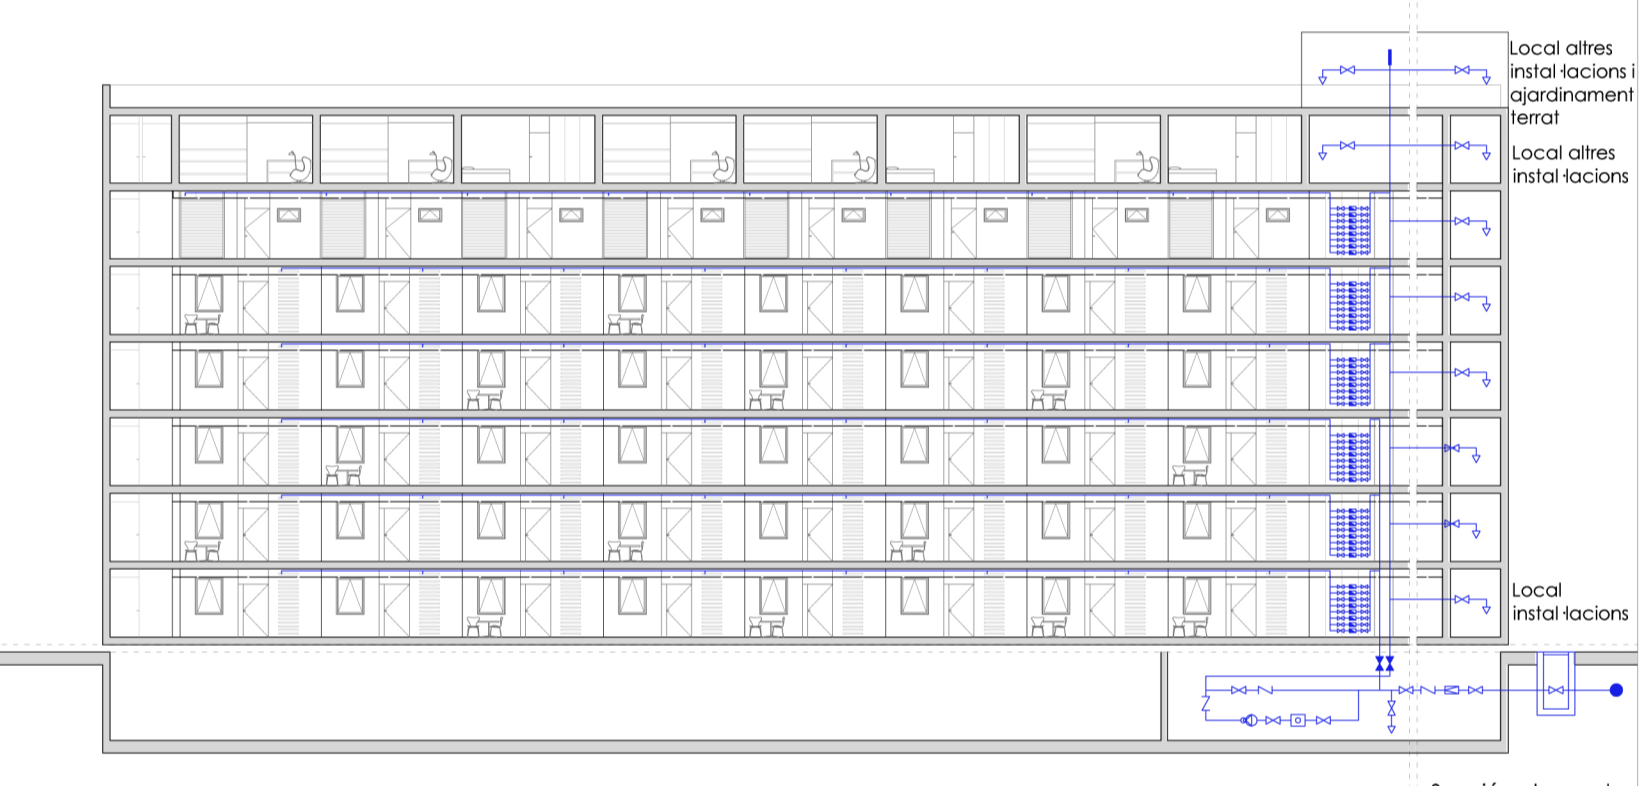 Local altres
instal·lacions i
ajardinament
terrat
Local altres
instal·lacions
Local
instal·lacions